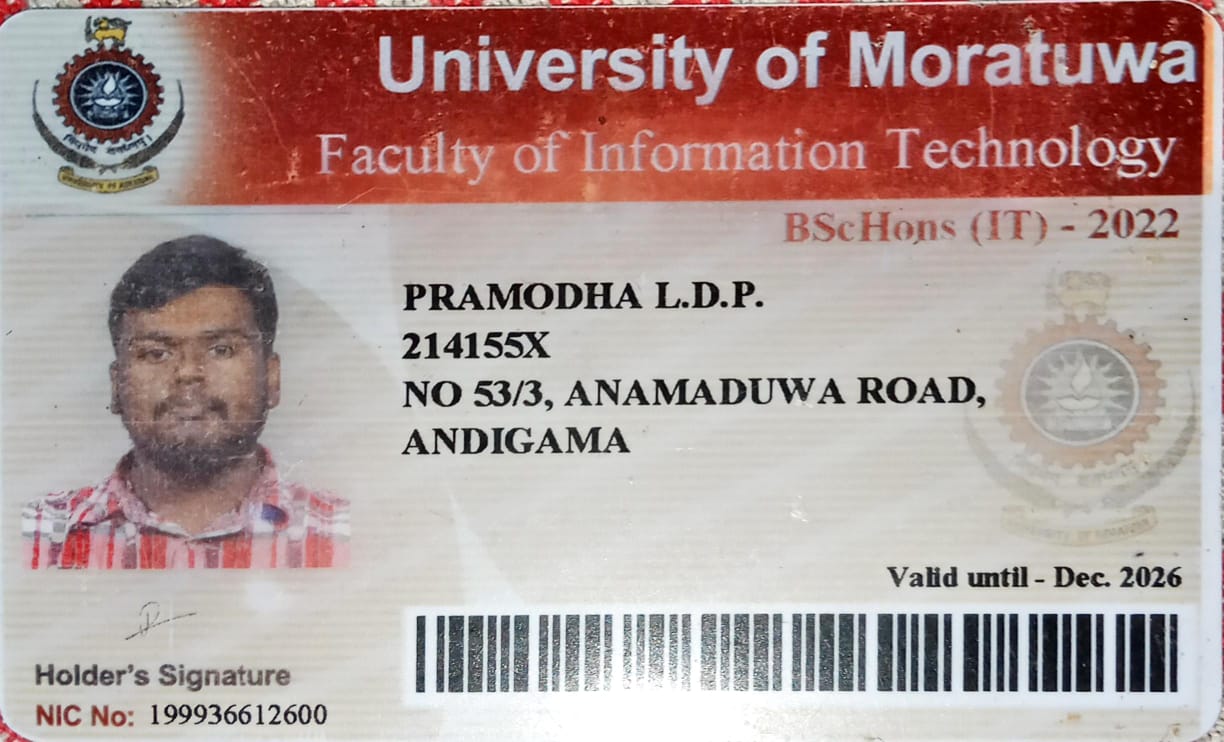 University of Moratuwa
Faculty of Information Technology
BScHons (IT) - 2022
PRAMODHA L.D.P.
214155X
NO 53/3, ANAMADUWA ROAD,
ANDIGAMA
Valid until - Dec. 2026
Holder's Signature
NIC No: 199936612600